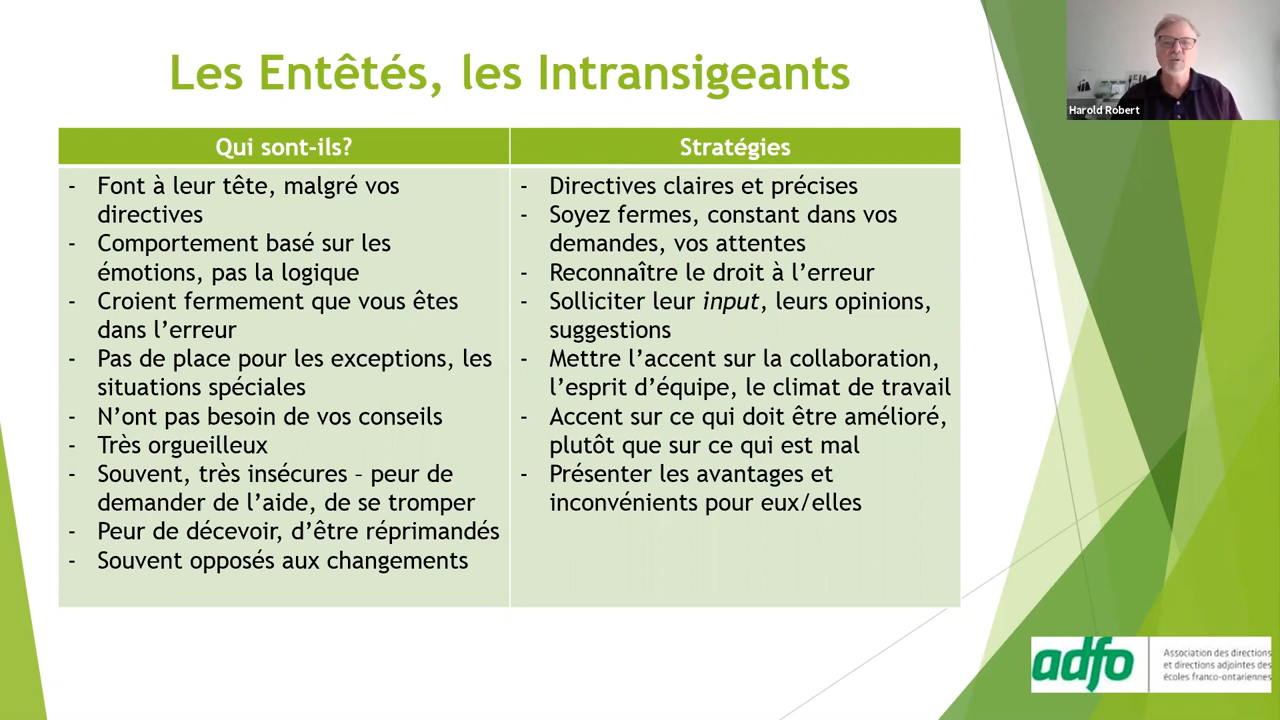 Les Entêtés, les Intransigeants
Harold Robert
Qui sont-ils?
- Font à leur tête, malgré vos
directives
- Comportement basé sur les
émotions, pas la logique
- Croient fermement que vous êtes
dans l’erreur
- Pas de place pour les exceptions, les
situations spéciales
- N’ont pas besoin de vos conseils
- Très orgueilleux
- Souvent, très insécures – peur de
demander de l’aide, de se tromper
- Peur de décevoir, d’être réprimandés
- Souvent opposés aux changements
Stratégies
- Directives claires et précises
- Soyez fermes, constant dans vos
demandes, vos attentes
- Reconnaître le droit à l’erreur
- Solliciter leur input, leurs opinions,
suggestions
- Mettre l’accent sur la collaboration,
l’esprit d’équipe, le climat de travail
- Accent sur ce qui doit être amélioré,
plutôt que sur ce qui est mal
- Présenter les avantages et
inconvénients pour eux/elles
adfo
Association des directions
et directions adjointes des
écoles franco-ontariennes